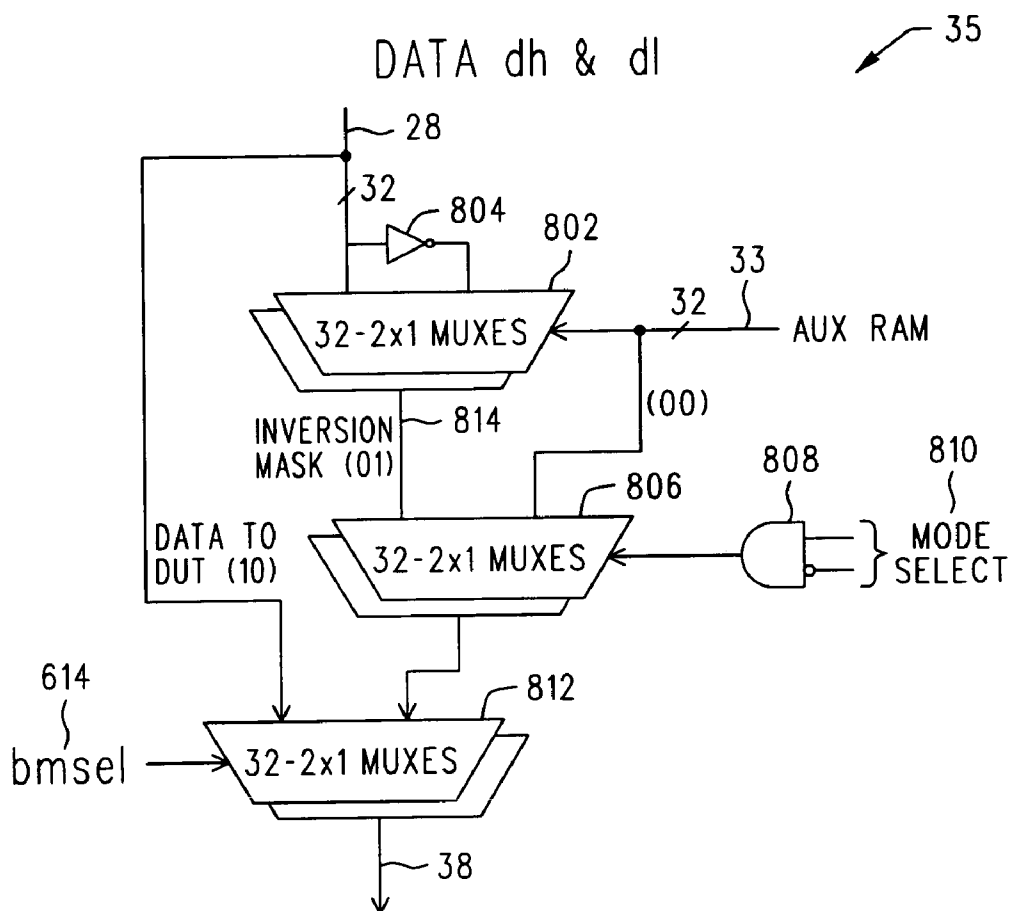 35
DATA dh & dl
28
32
804
802
32
33
32-2x1 MUXES
AUX RAM
(00)
INVERSION
MASK (01)
814
808
810
806
DATA TO
DUT (10)
32-2x1 MUXES
MODE
SELECT
614
812
bmsel
32-2x1 MUXES
38